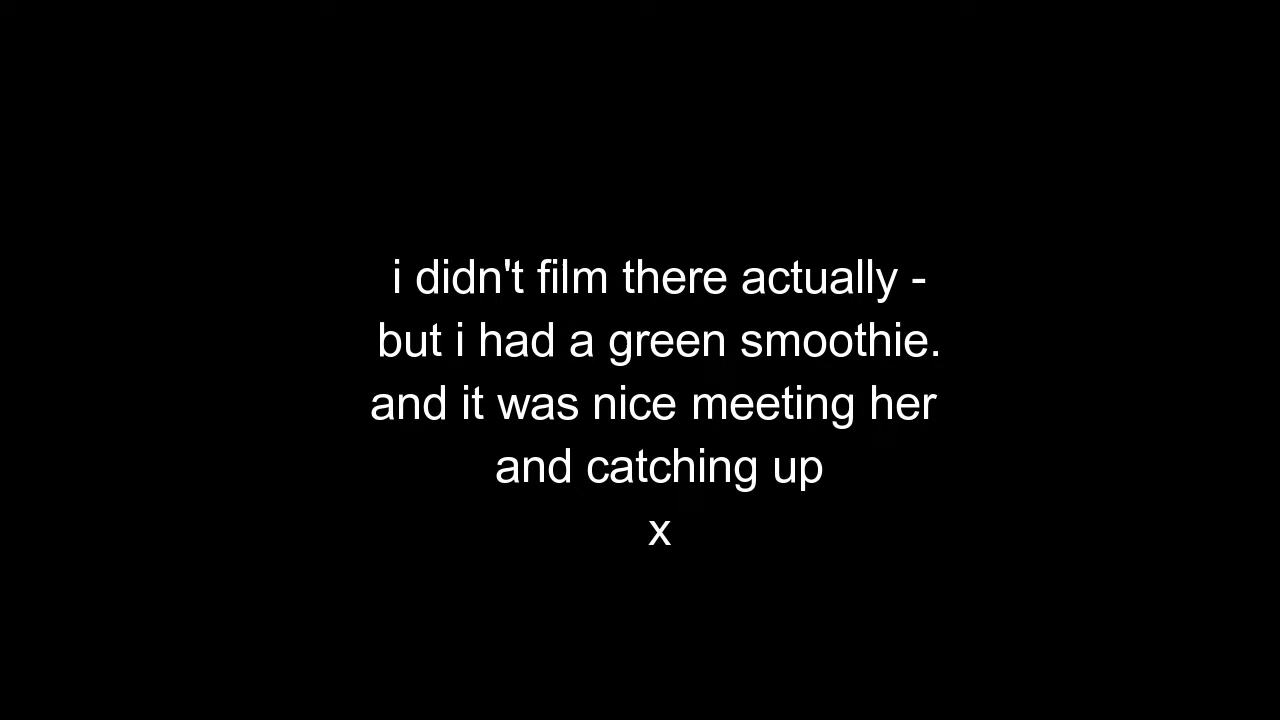 i didn't film there actually -
but i had a green smoothie.
and it was nice meeting her
and catching up
x